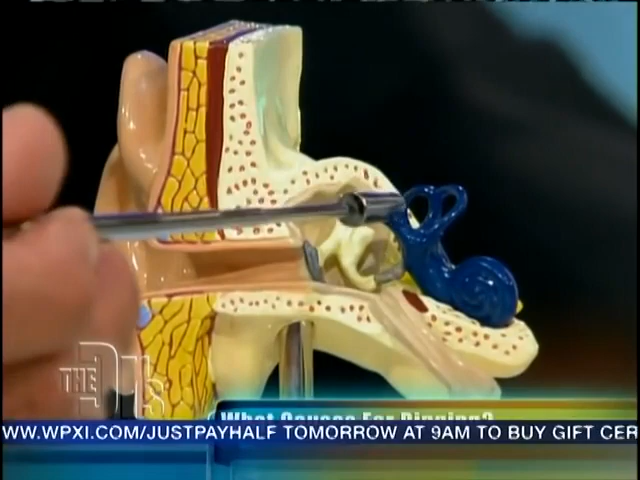 THE Drs
What Causes Ear Ringing?
WWW.WPXI.COM/JUSTPAYHALF TOMORROW AT 9AM TO BUY GIFT CER